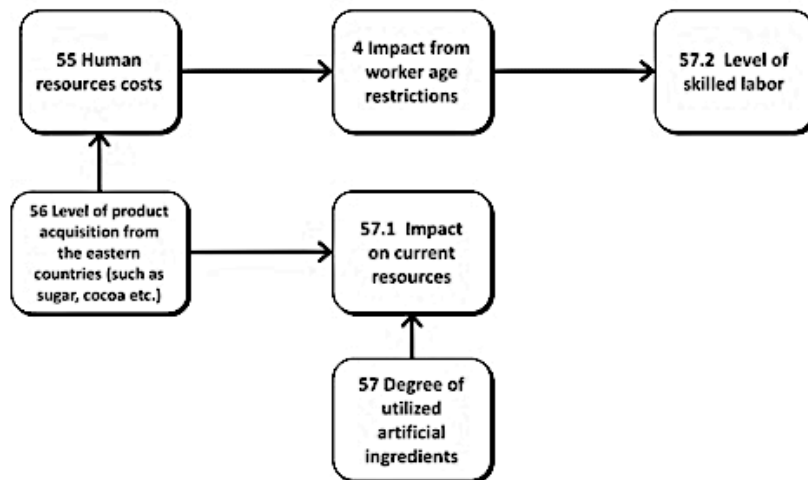 55 Human
resources costs
4 Impact from
worker age
restrictions
57.2 Level of
skilled labor
56 Level of product
acquisition from
the eastern
countries (such as
sugar, cocoa etc.)
57.1 Impact
on current
resources
57 Degree of
utilized
artificial
ingredients